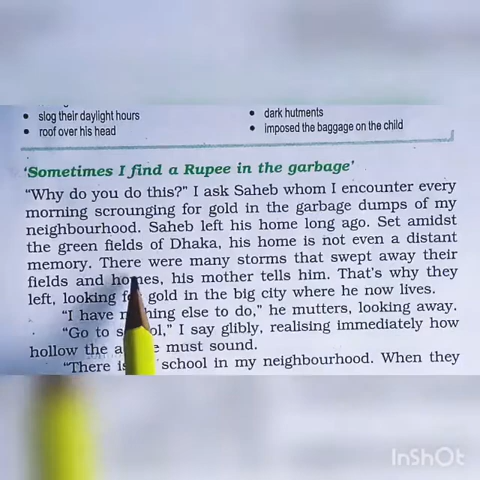 slog their daylight hours
roof over his head
dark hutments
imposed the baggage on the child
'Sometimes I find a Rupee in the garbage'
"Why do you do this?" I ask Saheb whom I encounter every
morning scrounging for gold in the garbage dumps of my
neighbourhood. Saheb left his home long ago. Set amidst
the green fields of Dhaka, his home is not even a distant
memory. There were many storms that swept away their
fields and homes, his mother tells him. That's why they
left, looking gold in the big city where he now lives.
"I have else to do," he mutters, looking away.
"Go to I say glibly, realising immediately how
hollow the must sound.
"There is school in my neighbourhood. When they
InShOt